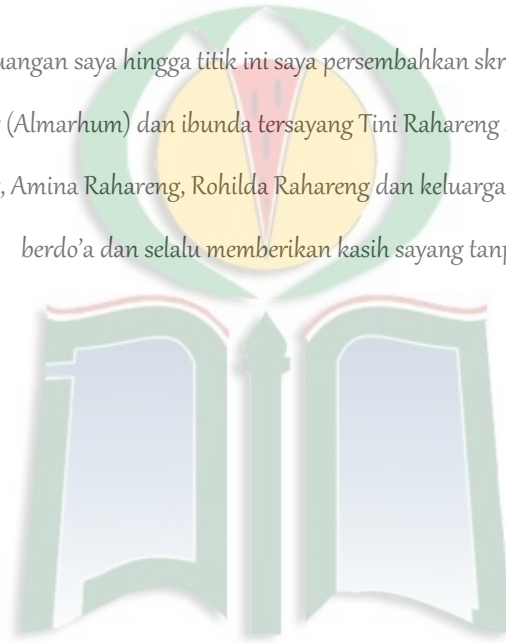 uangan saya hingga titik ini saya persembahkan skr
(Almarhum) dan ibunda tersayang Tini Rahareng
, Amina Rahareng, Rohilda Rahareng dan keluarga
berdo'a dan selalu memberikan kasih sayang tanp